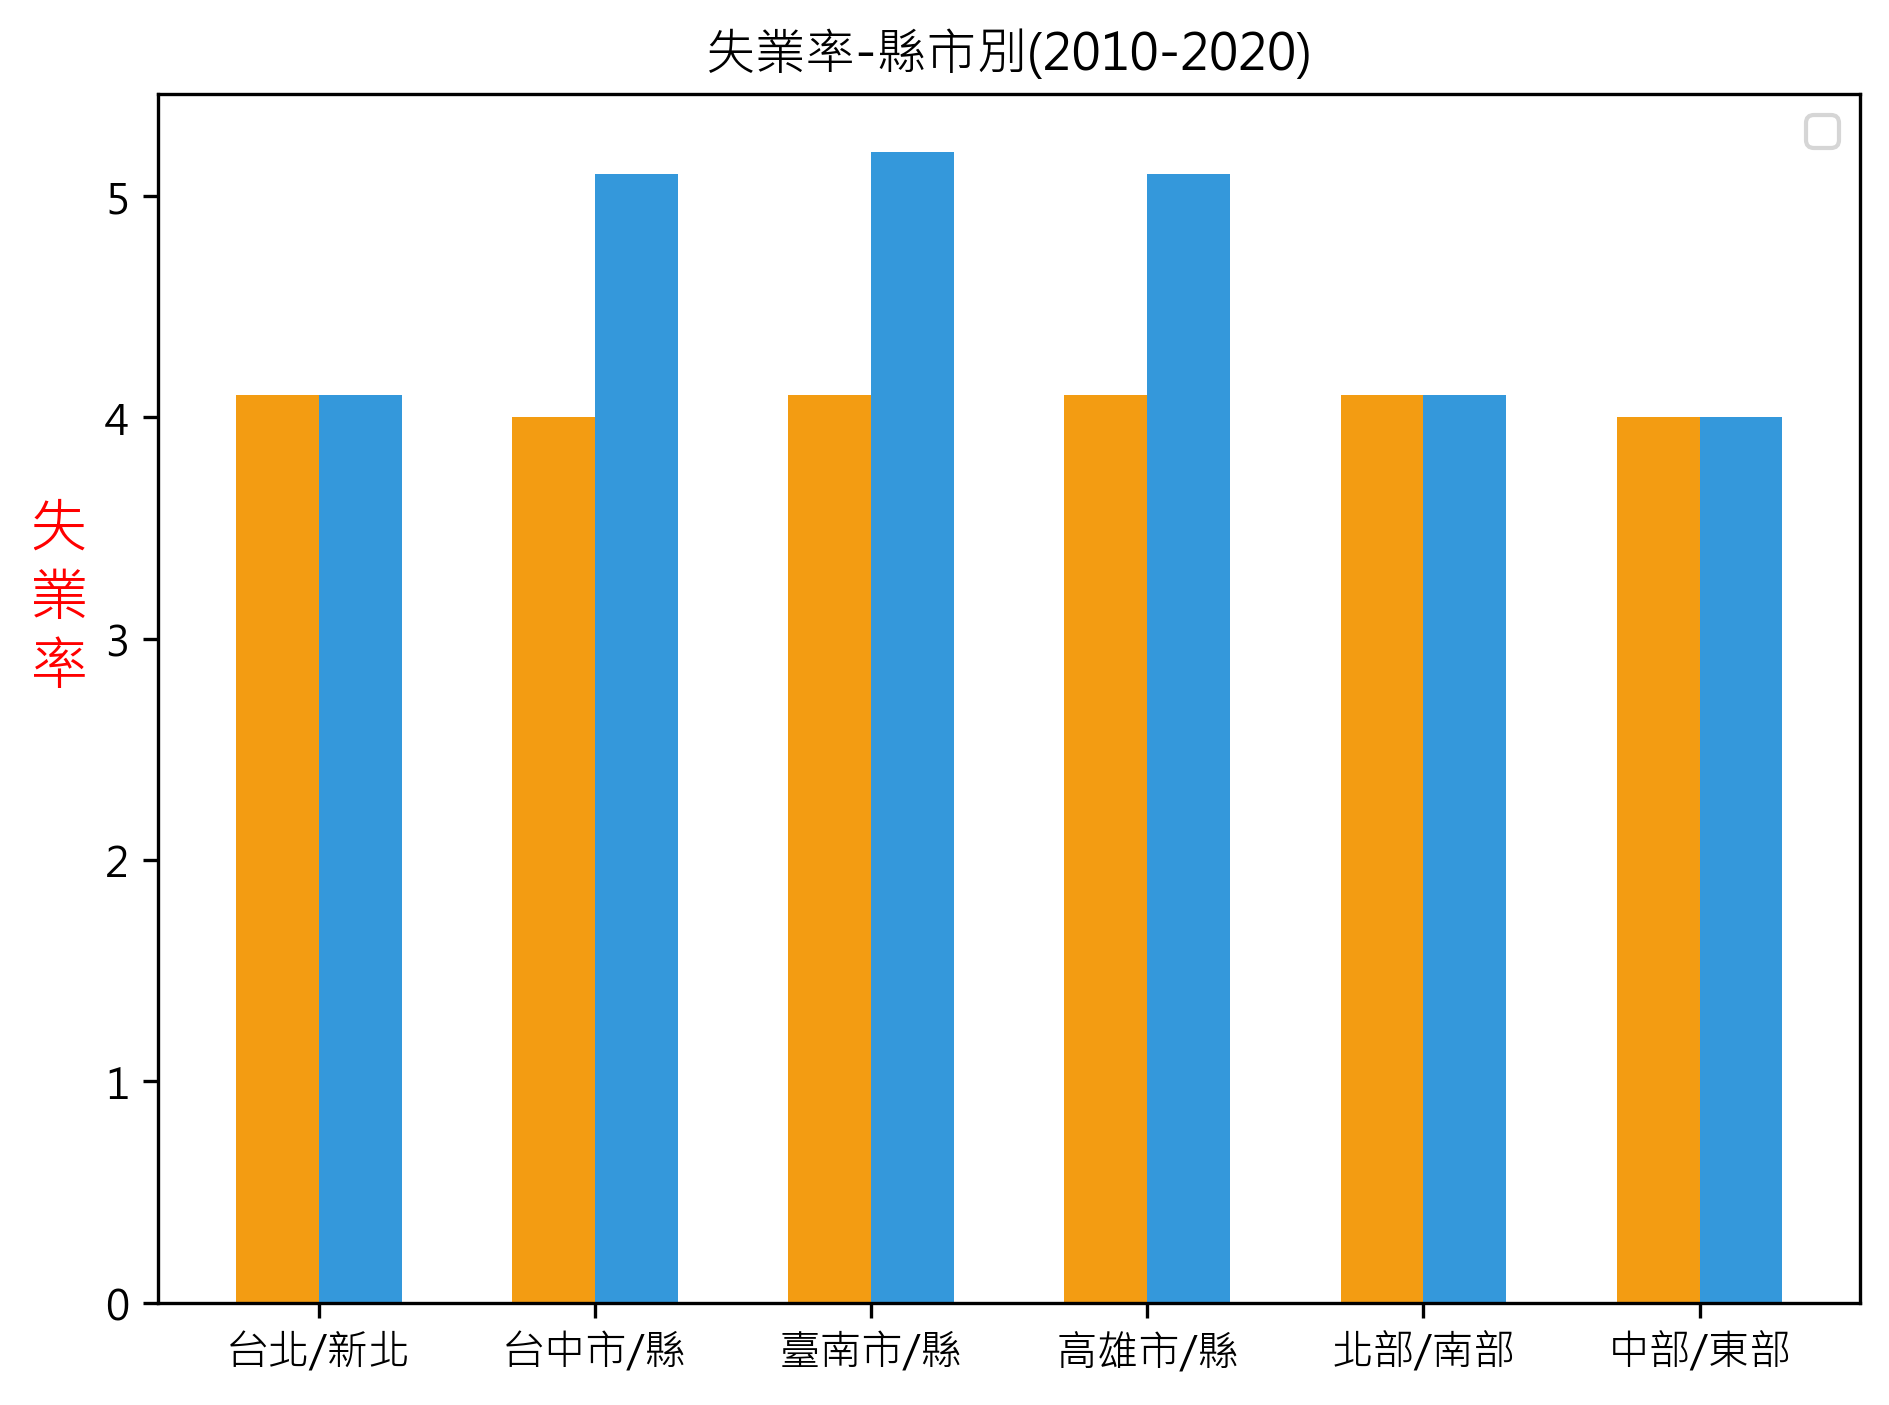 失業率-縣市別(2010-2020)
失
業
率
5
4
3
2
1
0
台北/新北
台中市/縣
臺南市/縣
高雄市/縣
北部/南部
中部/東部